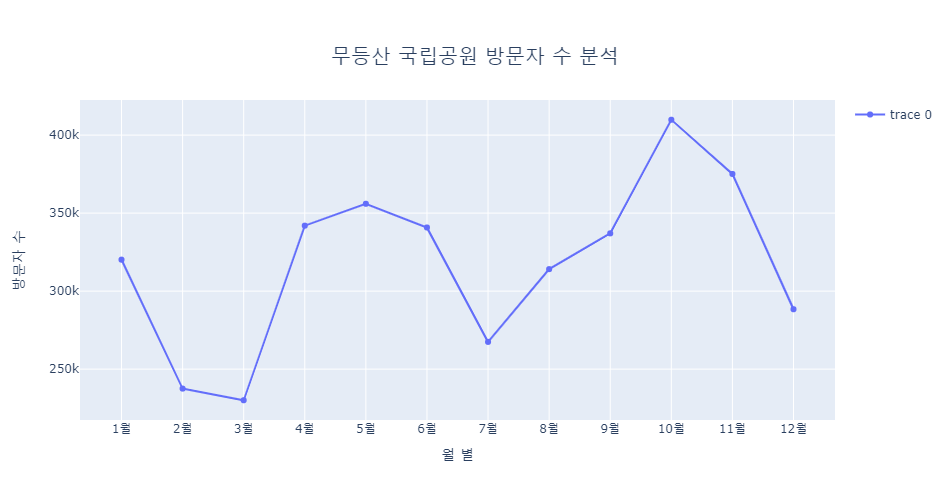 무등산 국립공원 방문자 수 분석
trace 0
방문자 수
400k
350k
300k
250k
1월 2월 3월 4월 5월 6월 7월 8월 9월 10월 11월 12월
월 별